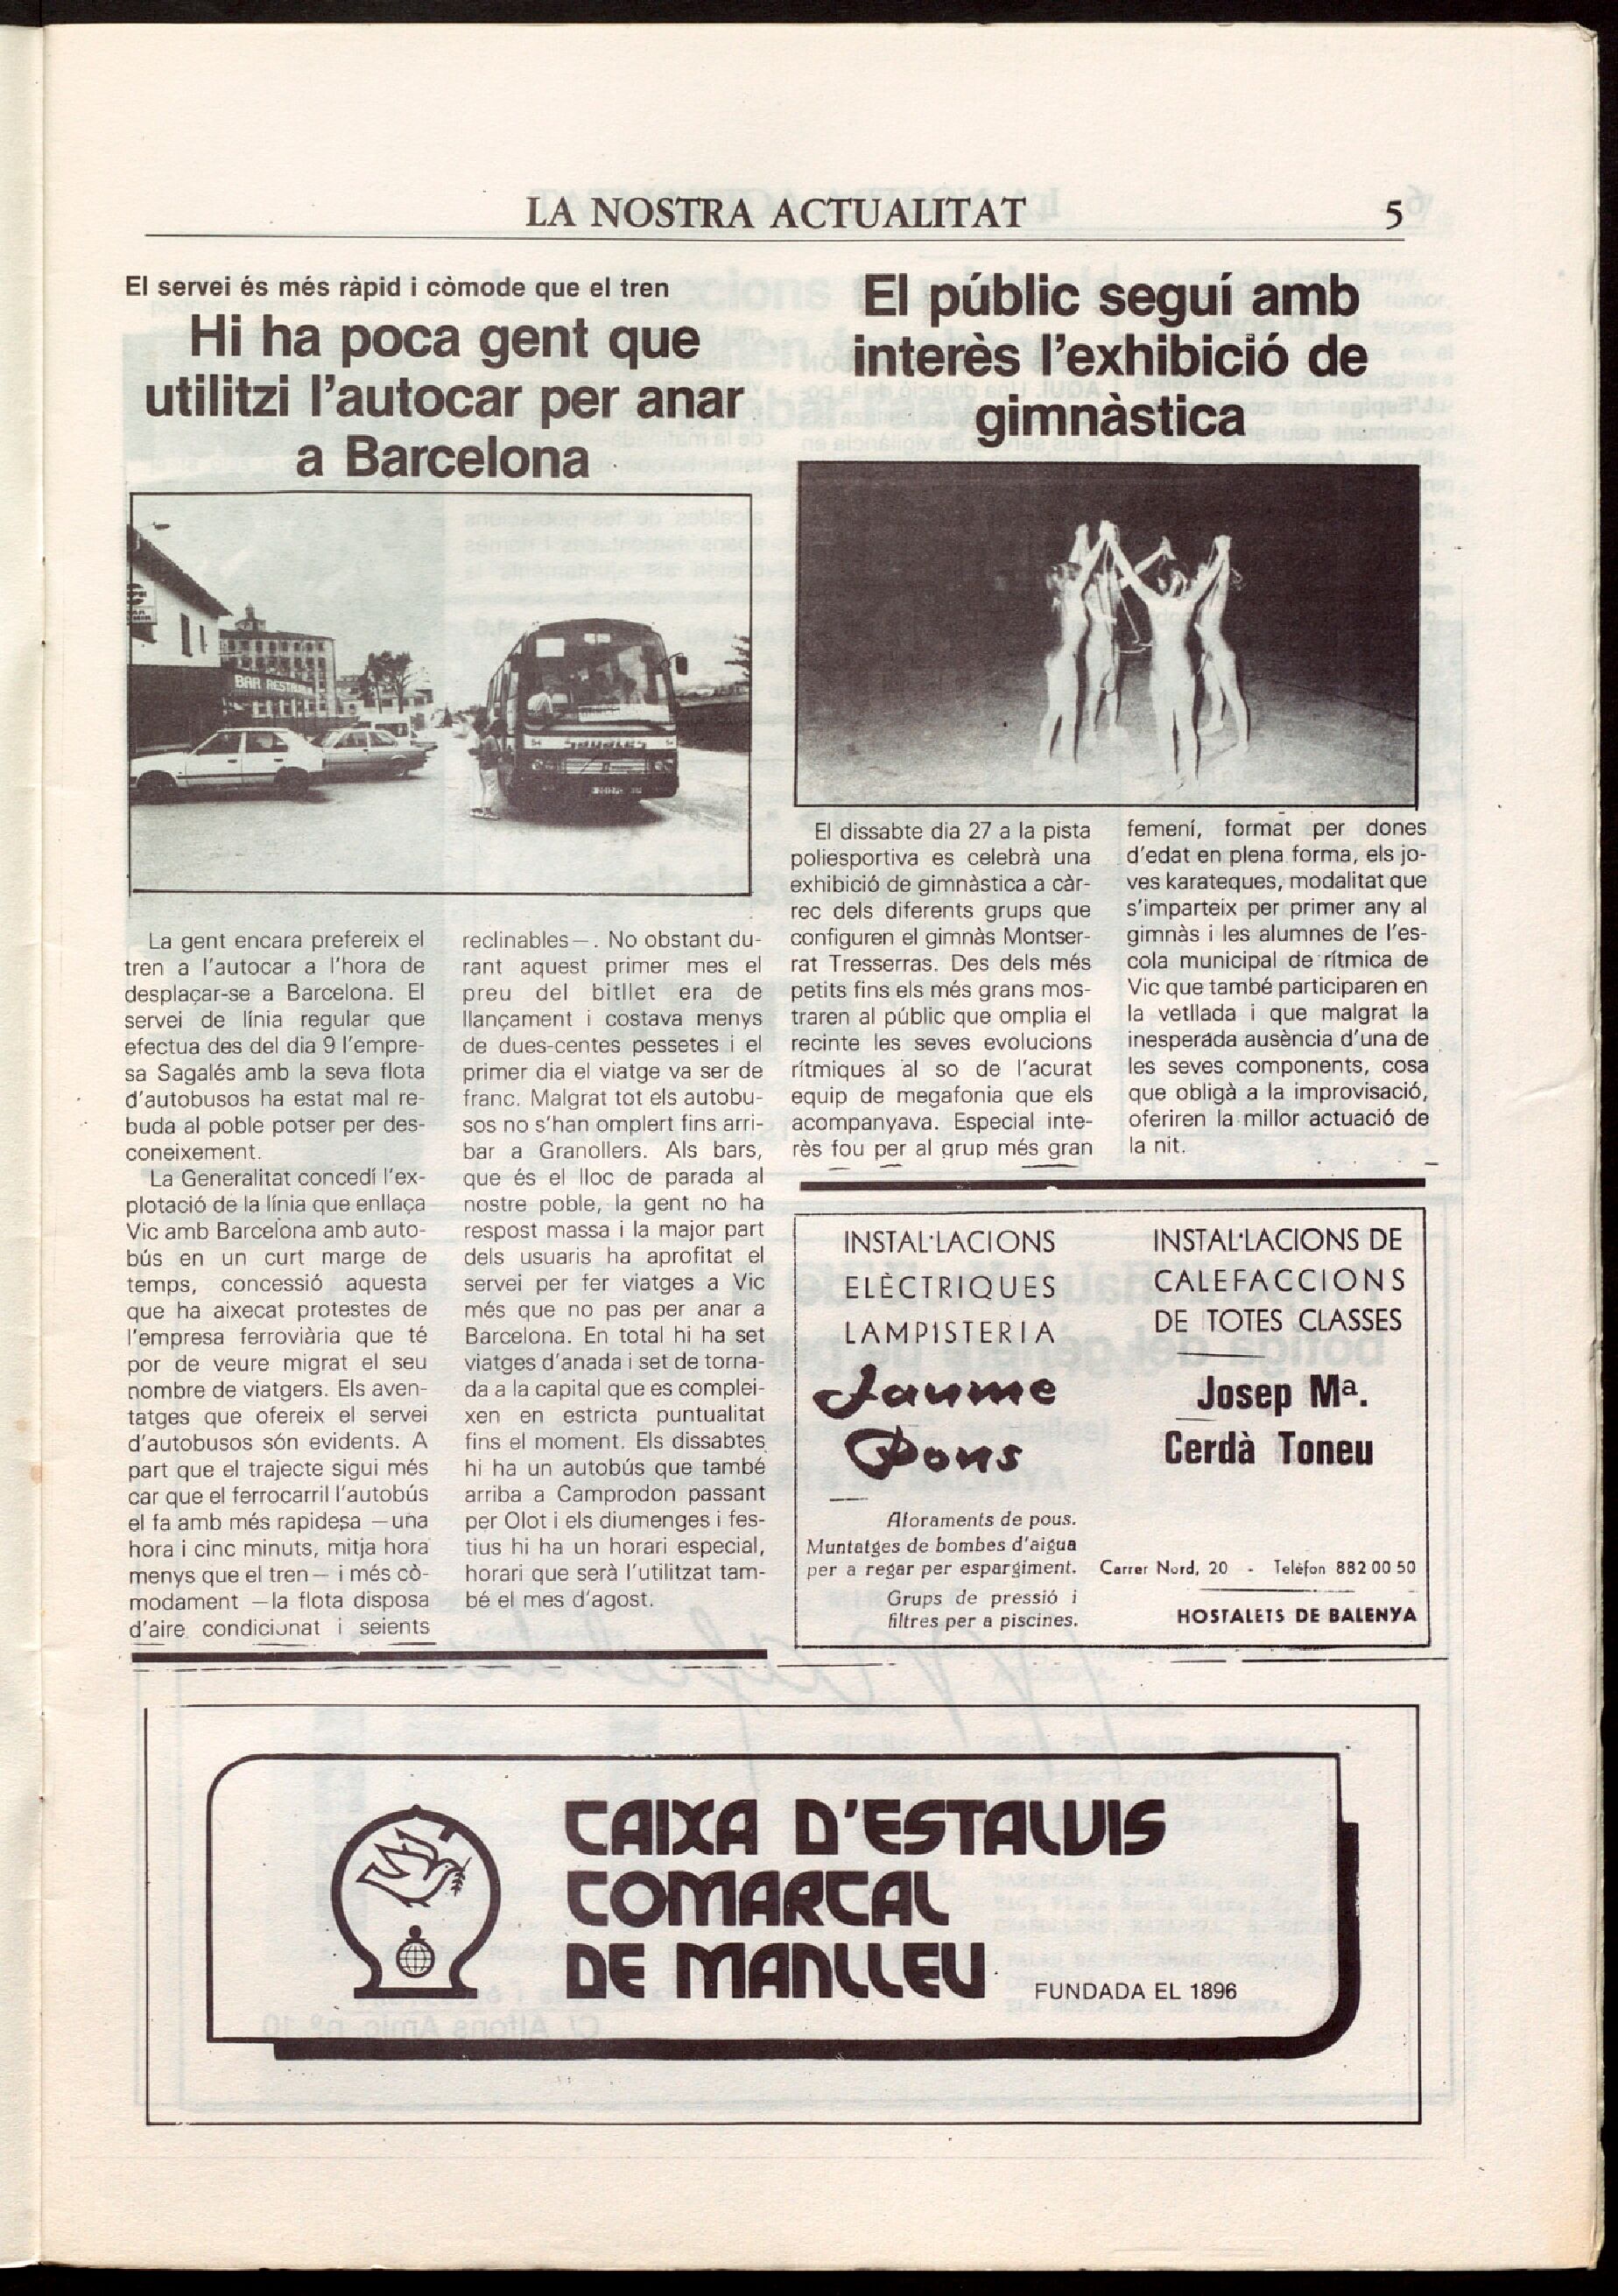 LA NOSTRA ACTUALITAT
5
El servei és més ràpid i còmode que el tren
Hi ha poca gent que
utilitzi l'autocar per anar
a Barcelona
BAR RESTAU
SAGALES
La gent encara prefereix el
tren a l'autocar a l'hora de
desplaçar-se a Barcelona. El
servei de línia regular que
efectua des del dia 9 l'empre-
sa Sagalés amb la seva flota
d'autobusos ha estat mal re-
buda al poble potser per des-
coneixement.
La Generalitat concedí l'ex-
plotació de la línia que enllaça
Vic amb Barcelona amb auto-
bús en un curt marge de
temps, concessió aquesta
que ha aixecat protestes de
l'empresa ferroviària que té
por de veure migrat el seu
nombre de viatgers. Els aven-
tatges que ofereix el servei
d'autobusos són evidents. A
part que el trajecte sigui més
car que el ferrocarril l'autobús
el fa amb més rapidesa —una
hora i cinc minuts, mitja hora
menys que el tren— i més cò-
modament —la flota disposa
d'aire condicionat i seients
reclinables—. No obstant du-
rant aquest primer mes el
preu del bitllet era de
llançament i costava menys
de dues-centes pessetes i el
primer dia el viatge va ser de
franc. Malgrat tot els autobu-
sos no s'han omplert fins arri-
bar a Granollers. Als bars,
que és el lloc de parada al
nostre poble, la gent no ha
respost massa i la major part
dels usuaris ha aprofitat el
servei per fer viatges a Vic
més que no pas per anar a
Barcelona. En total hi ha set
viatges d'anada i set de torna-
da a la capital que es complei-
xen en estricta puntualitat
fins el moment. Els dissabtes
hi ha un autobús que també
arriba a Camprodon passant
per Olot i els diumenges i fes-
tius hi ha un horari especial,
horari que serà l'utilitzat tam-
bé el mes d'agost.
El públic seguí amb
interès l'exhibició de
gimnàstica
El dissabte dia 27 a la pista
poliesportiva es celebrà una
exhibició de gimnàstica a càr-
rec dels diferents grups que
configuren el gimnàs Montser-
rat Tresserras. Des dels més
petits fins els més grans mos-
traren al públic que omplia el
recinte les seves evolucions
rítmiques al so de l'acurat
equip de megafonia que els
acompanyava. Especial inte-
rès fou per al grup més gran
femení, format per dones
d'edat en plena forma, els jo-
ves karateques, modalitat que
s'imparteix per primer any al
gimnàs i les alumnes de l'es-
cola municipal de rítmica de
Vic que també participaren en
la vetllada i que malgrat la
inesperada ausència d'una de
les seves components, cosa
que obligà a la improvisació,
oferiren la millor actuació de
la nit.
INSTAL·LACIONS
ELÈCTRIQUES
LAMPISTERIA
Jaume
Pons
Aforaments de pous.
Muntatges de bombes d'aigua
per a regar per espargiment.
Grups de pressió i
filtres per a piscines.
INSTAL·LACIONS DE
CALEFACCIONS
DE TOTES CLASSES
Josep Mª.
Cerdà Toneu
Carrer Nord, 20 - Telèfon 882 00 50
HOSTALETS DE BALENYA
CAIXA D'ESTALVIS
COMARCAL
DE MANLLEU
FUNDADA EL 1896